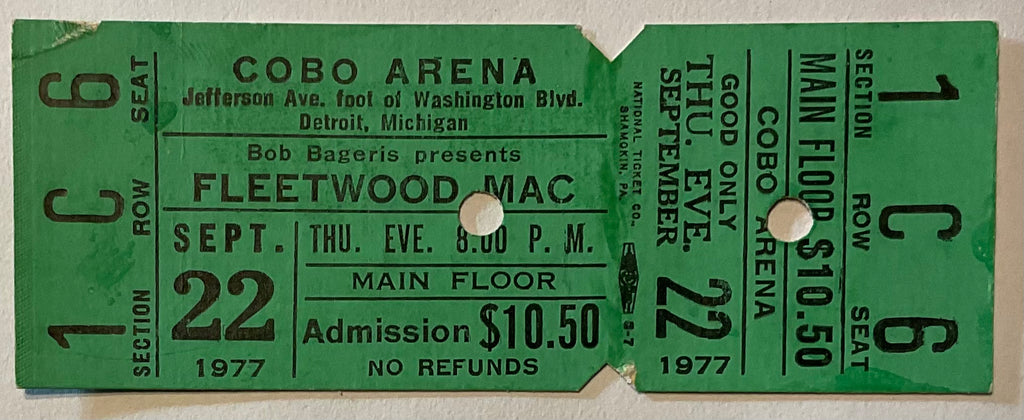 SECTION 1 ROW C SEAT 6
COBO ARENA
Jefferson Ave. foot of Washington Blvd.
Detroit, Michigan
Bob Bageris presents
FLEETWOOD MAC
SEPT.
22
1977
THU. EVE. 8.00 P. M.
MAIN FLOOR
Admission $10.50
NO REFUNDS
NATIONAL TICKET CO.
SHAMOKIN, PA.
GOOD ONLY
THU. EVE.
SEPTEMBER
22
1977
COBO ARENA
MAIN FLOOR $10.50
SECTION 1 ROW C SEAT 6